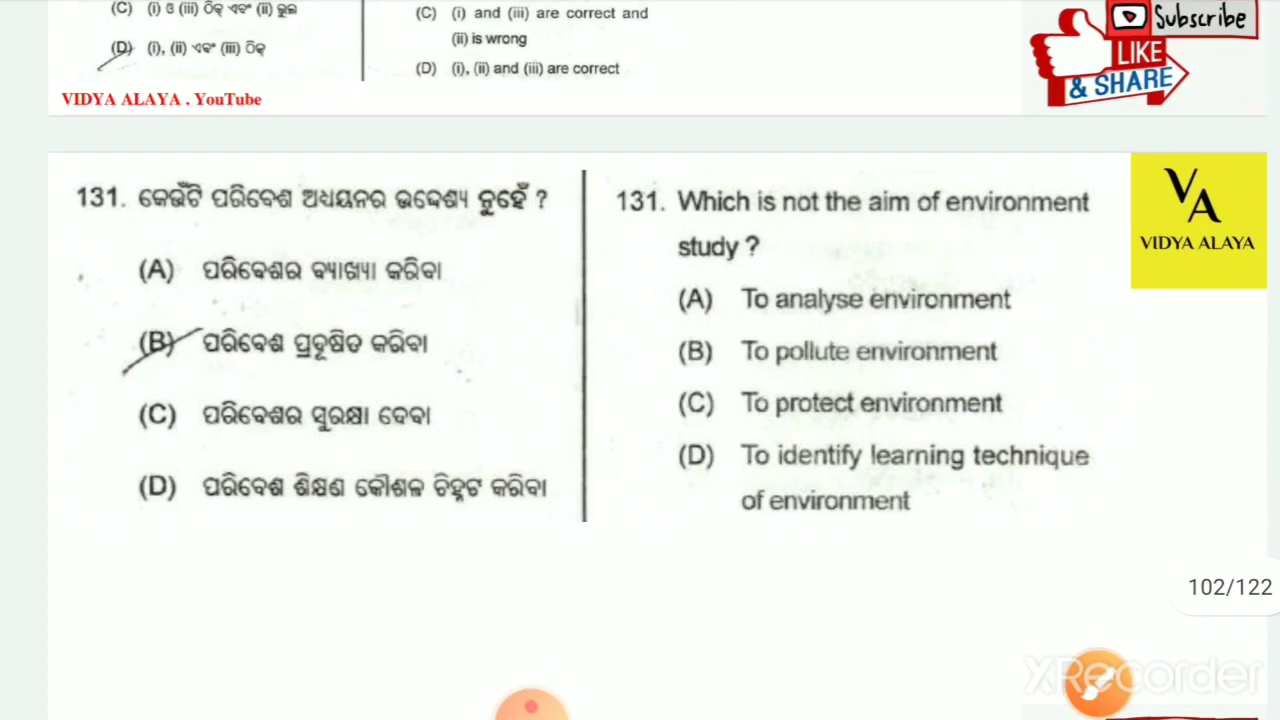 (C) (i) ଓ (iii) ଠିକ୍ ଏବଂ (ii) ଭୁଲ
(D) (i), (ii) ଏବଂ (iii) ଠିକ୍
VIDYA ALAYA . YouTube
(C) (i) and (iii) are correct and
(ii) is wrong
(D) (i), (ii) and (iii) are correct
Subscribe
LIKE
& SHARE
131. କେଉଁଟି ପରିବେଶ ଅଧ୍ୟୟନର ଉଦ୍ଦେଶ୍ୟ ନୁହେଁ ?
(A) ପରିବେଶର ବ୍ୟାଖ୍ୟା କରିବା
(B) ପରିବେଶ ପ୍ରଦୂଷିତ କରିବା
(C) ପରିବେଶର ସୁରକ୍ଷା ଦେବା
(D) ପରିବେଶ ଶିକ୍ଷଣ କୌଶଳ ଚିହ୍ନଟ କରିବା
131. Which is not the aim of environment
study ?
(A) To analyse environment
(B) To pollute environment
(C) To protect environment
(D) To identify learning technique
of environment
VA
VIDYA ALAYA
102/122
XRecorder